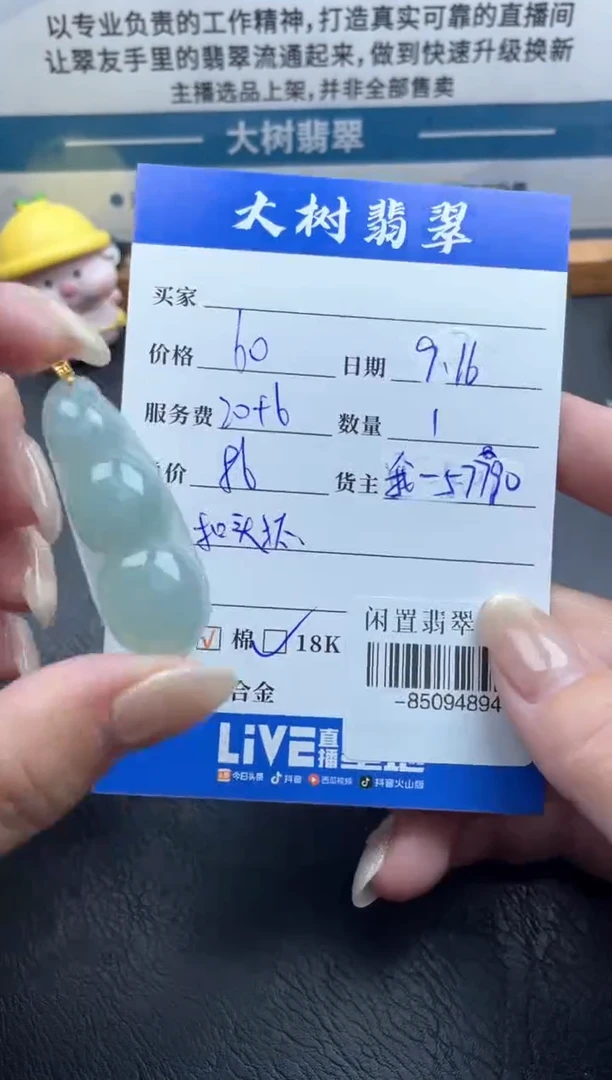 以专业负责的工作精神，打造真实可靠的直播间
让翠友手里的翡翠流通起来，做到快速升级换新
主播选品上架，并非全部售卖
大树翡翠
大树翡翠
买家
价格 60 日期 9.16
服务费 20+6 数量 1
价 86 货主 -57790
扣头
棉 18K
合金
闲置翡翠
-85094894
LiVE 直播
今日头条 抖音 西瓜视频 抖音火山版